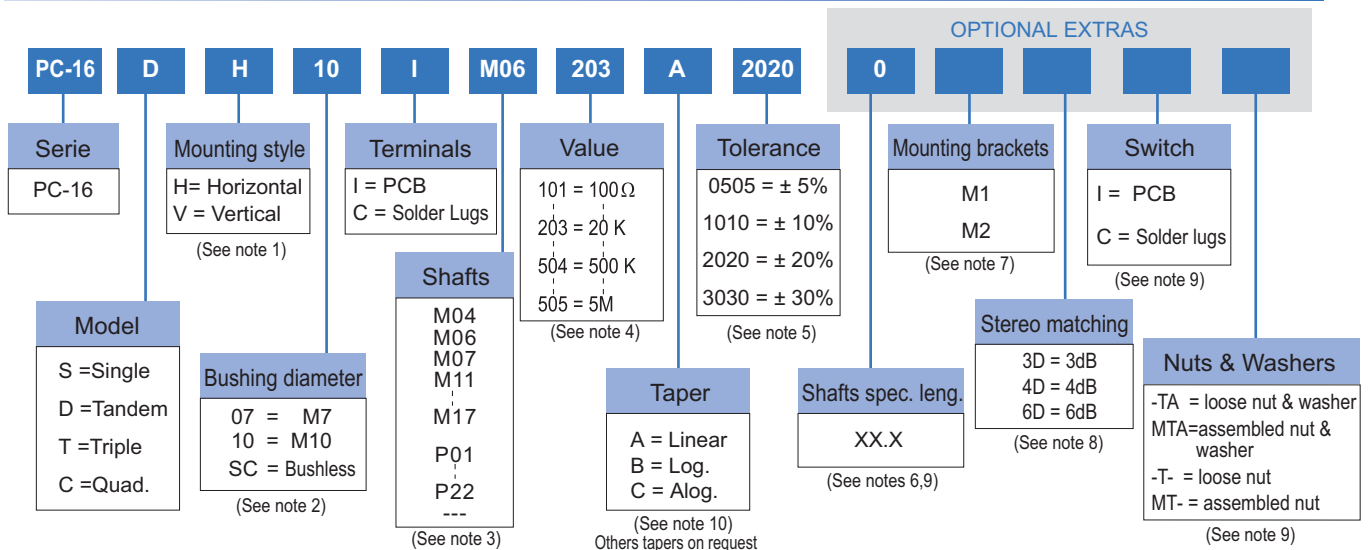 OPTIONAL EXTRAS
PC-16 D H 10 I M06 203 A 2020 0
Serie
PC-16
Mounting style
H= Horizontal
V = Vertical
(See note 1)
Terminals
I = PCB
C = Solder Lugs
Value
101 = 100Ω
203 = 20 K
504 = 500 K
505 = 5M
(See note 4)
Tolerance
0505 = ± 5%
1010 = ± 10%
2020 = ± 20%
3030 = ± 30%
(See note 5)
Mounting brackets
M1
M2
(See note 7)
Switch
I = PCB
C = Solder lugs
(See note 9)
Model
S =Single
D =Tandem
T =Triple
C =Quad.
Bushing diameter
07 = M7
10 = M10
SC = Bushless
(See note 2)
Shafts
M04
M06
M07
M11
M17
P01
P22
---
(See note 3)
Taper
A = Linear
B = Log.
C = Alog.
(See note 10)
Others tapers on request
Shafts spec. leng.
XX.X
(See notes 6,9)
Stereo matching
3D = 3dB
4D = 4dB
6D = 6dB
(See note 8)
Nuts & Washers
-TA = loose nut & washer
MTA=assembled nut &
washer
-T- = loose nut
MT- = assembled nut
(See note 9)